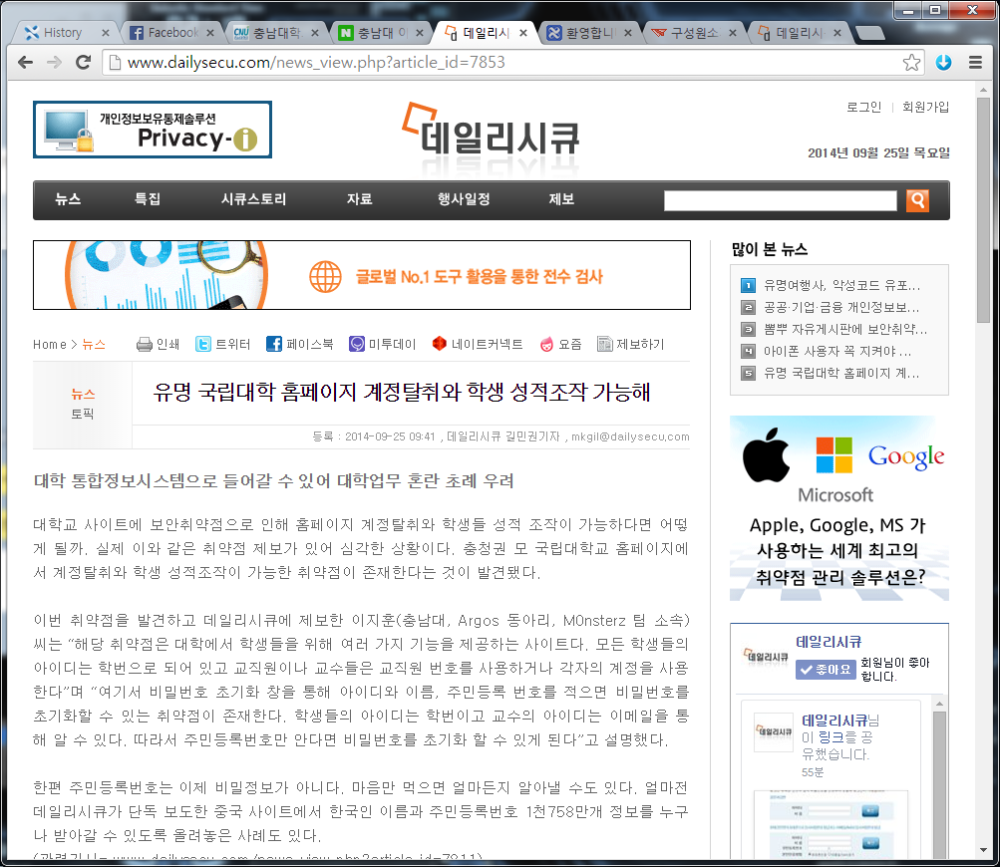 History
Facebook
충남대학
충남대 이
데일리시
환영합니
구성원소
데일리시
www.dailysecu.com/news_view.php?article_id=7853
개인정보보유통제솔루션
Privacy-i
데일리시큐
로그인 | 회원가입
2014년 09월 25일 목요일
뉴스 특집 시큐스토리 자료 행사일정 제보
글로벌 No.1 도구 활용을 통한 전수 검사
Home > 뉴스 인쇄 트위터 페이스북 미투데이 네이트커넥트 요즘 제보하기
뉴스
토픽
유명 국립대학 홈페이지 계정탈취와 학생 성적조작 가능해
등록 : 2014-09-25 09:41 , 데일리시큐 길민권기자 , mkgil@dailysecu.com
대학 통합정보시스템으로 들어갈 수 있어 대학업무 혼란 초례 우려
대학교 사이트에 보안취약점으로 인해 홈페이지 계정탈취와 학생들 성적 조작이 가능하다면 어떻
게 될까. 실제 이와 같은 취약점 제보가 있어 심각한 상황이다. 충청권 모 국립대학교 홈페이지에
서 계정탈취와 학생 성적조작이 가능한 취약점이 존재한다는 것이 발견됐다.
이번 취약점을 발견하고 데일리시큐에 제보한 이지훈(충남대, Argos 동아리, M0nsterz 팀 소속)
씨는 “해당 취약점은 대학에서 학생들을 위해 여러 가지 기능을 제공하는 사이트다. 모든 학생들의
아이디는 학번으로 되어 있고 교직원이나 교수들은 교직원 번호를 사용하거나 각자의 계정을 사용
한다”며 “여기서 비밀번호 초기화 창을 통해 아이디와 이름, 주민등록 번호를 적으면 비밀번호를
초기화할 수 있는 취약점이 존재한다. 학생들의 아이디는 학번이고 교수의 아이디는 이메일을 통
해 알 수 있다. 따라서 주민등록번호만 안다면 비밀번호를 초기화 할 수 있게 된다”고 설명했다.
한편 주민등록번호는 이제 비밀정보가 아니다. 마음만 먹으면 얼마든지 알아낼 수도 있다. 얼마전
데일리시큐가 단독 보도한 중국 사이트에서 한국인 이름과 주민등록번호 1천758만개 정보를 누구
나 받아갈 수 있도록 올려놓은 사례도 있다.
(관련기사= www.dailysecu.com/news_view.php?article_id=7811)
많이 본 뉴스
1 유명여행사, 악성코드 유포...
2 공공·기업·금융 개인정보보...
3 뽐뿌 자유게시판에 보안취약...
4 아이폰 사용자 꼭 지켜야 ...
5 유명 국립대학 홈페이지 계...
Google
Microsoft
Apple, Google, MS 가
사용하는 세계 최고의
취약점 관리 솔루션은?
데일리시큐
데일리시큐
좋아요 회원님이 좋아
합니다.
데일리시큐
데일리시큐님
이 링크를 공
유했습니다.
55분